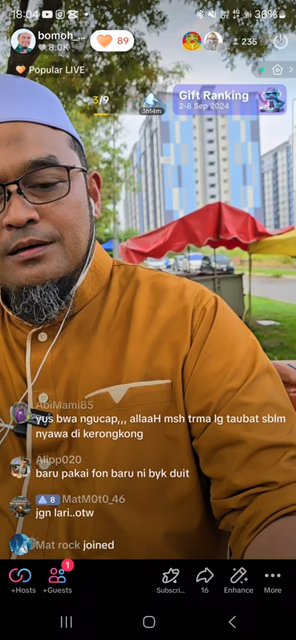 18:04
36%
bomoh_...
8.0K
89
235
Popular LIVE
3/9
3h14m
Gift Ranking
2-8 Sep 2024
AbiMami85
yus bwa ngucap,,, allaaH msh trma lg taubat sblm
nyawa di kerongkong
Alipp020
baru pakai fon baru ni byk duit
8 MatM0t0_46
jgn lari..otw
Mat rock joined
1
+Hosts
+Guests
Subscri...
16
Enhance
More